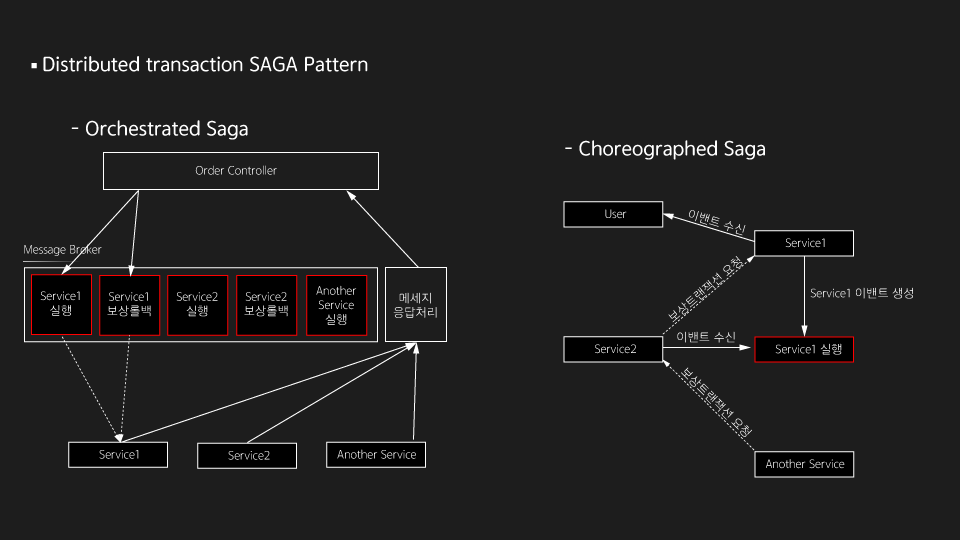 ▪ Distributed transaction SAGA Pattern
- Orchestrated Saga
Order Controller
Message Broker
Service1
실행
Service1
보상롤백
Service2
실행
Service2
보상롤백
Another
Service
실행
메세지
응답처리
Service1
Service2
Another Service
- Choreographed Saga
User
이밴트 수신
Service1
보상트랜잭션 요청
Service1 이밴트 생성
Service2
이밴트 수신
Service1 실행
보상트랜잭션 요청
Another Service